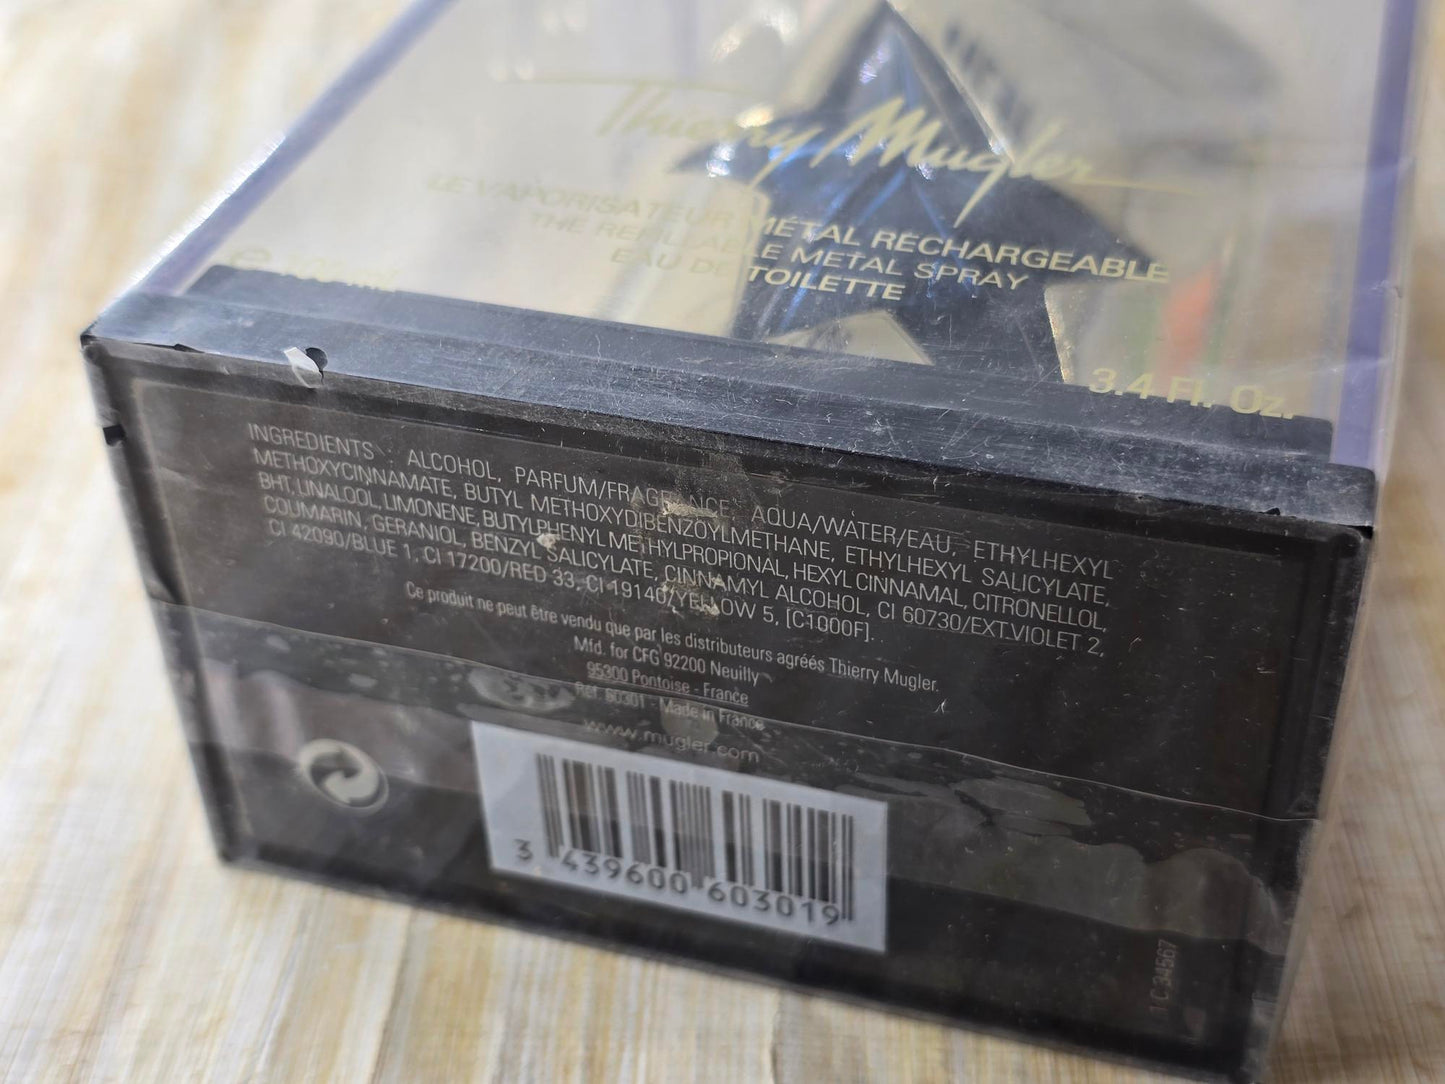 Thierry Mugler
LE VAPORISATEUR MÉTAL RECHARGEABLE
THE REFILLABLE METAL SPRAY
EAU DE TOILETTE
3.4 Fl. Oz.
INGREDIENTS · ALCOHOL, PARFUM/FRAGRANCE, AQUA/WATER/EAU, ETHYLHEXYL
METHOXYCINNAMATE, BUTYL METHOXYDIBENZOYLMETHANE, ETHYLHEXYL SALICYLATE,
BHT, LINALOOL, LIMONENE, BUTYLPHENYL METHYLPROPIONAL, HEXYL CINNAMAL, CITRONELLOL,
COUMARIN, GERANIOL, BENZYL SALICYLATE, CINNAMYL ALCOHOL, CI 60730/EXT.VIOLET 2,
CI 42090/BLUE 1, CI 17200/RED 33, CI 19140/YELLOW 5, [C1000F].
Ce produit ne peut être vendu que par les distributeurs agréés Thierry Mugler.
Mfd. for CFG 92200 Neuilly
95300 Pontoise - France
Réf. 60301 - Made in France
www.mugler.com
3 439600 603019
1 C 34567